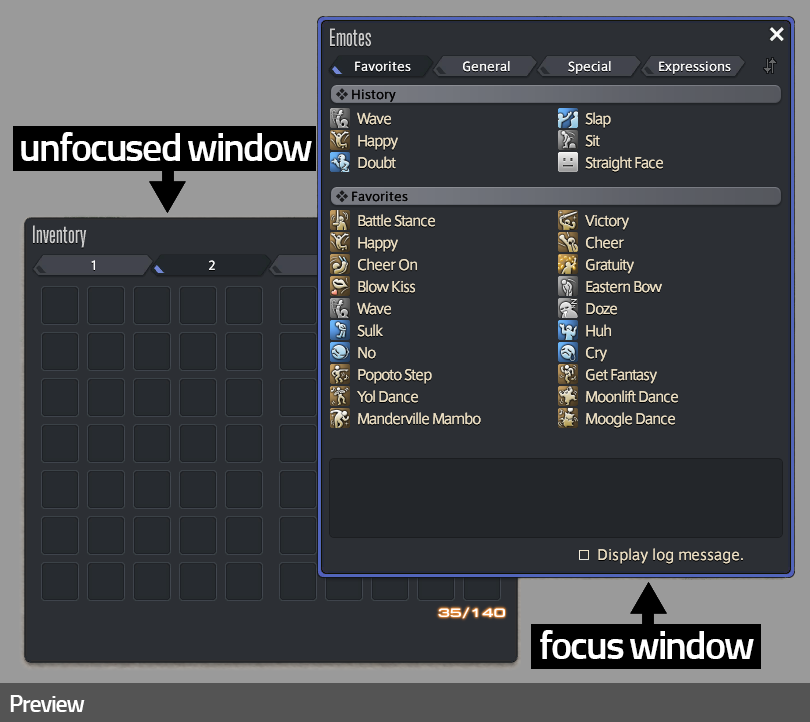 Emotes
Favorites General Special Expressions
History
Wave Slap
Happy Sit
Doubt Straight Face
Favorites
Battle Stance Victory
Happy Cheer
Cheer On Gratuity
Blow Kiss Eastern Bow
Wave Doze
Sulk Huh
No Cry
Popoto Step Get Fantasy
Yol Dance Moonlift Dance
Manderville Mambo Moogle Dance
Display log message.
unfocused window
Inventory
1 2
35/140
focus window
Preview